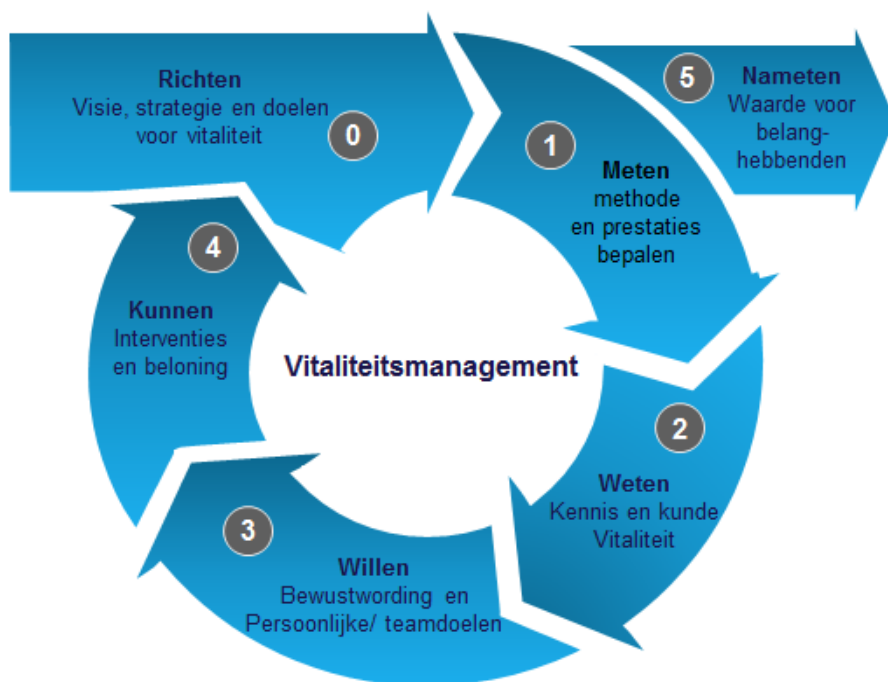 Richten
Visie, strategie en doelen
voor vitaliteit
0
1
Meten
methode
en prestaties
bepalen
5
Nameten
Waarde voor
belang-
hebbenden
4
Kunnen
Interventies
en beloning
Vitaliteitsmanagement
2
Weten
Kennis en kunde
Vitaliteit
3
Willen
Bewustwording en
Persoonlijke/ teamdoelen